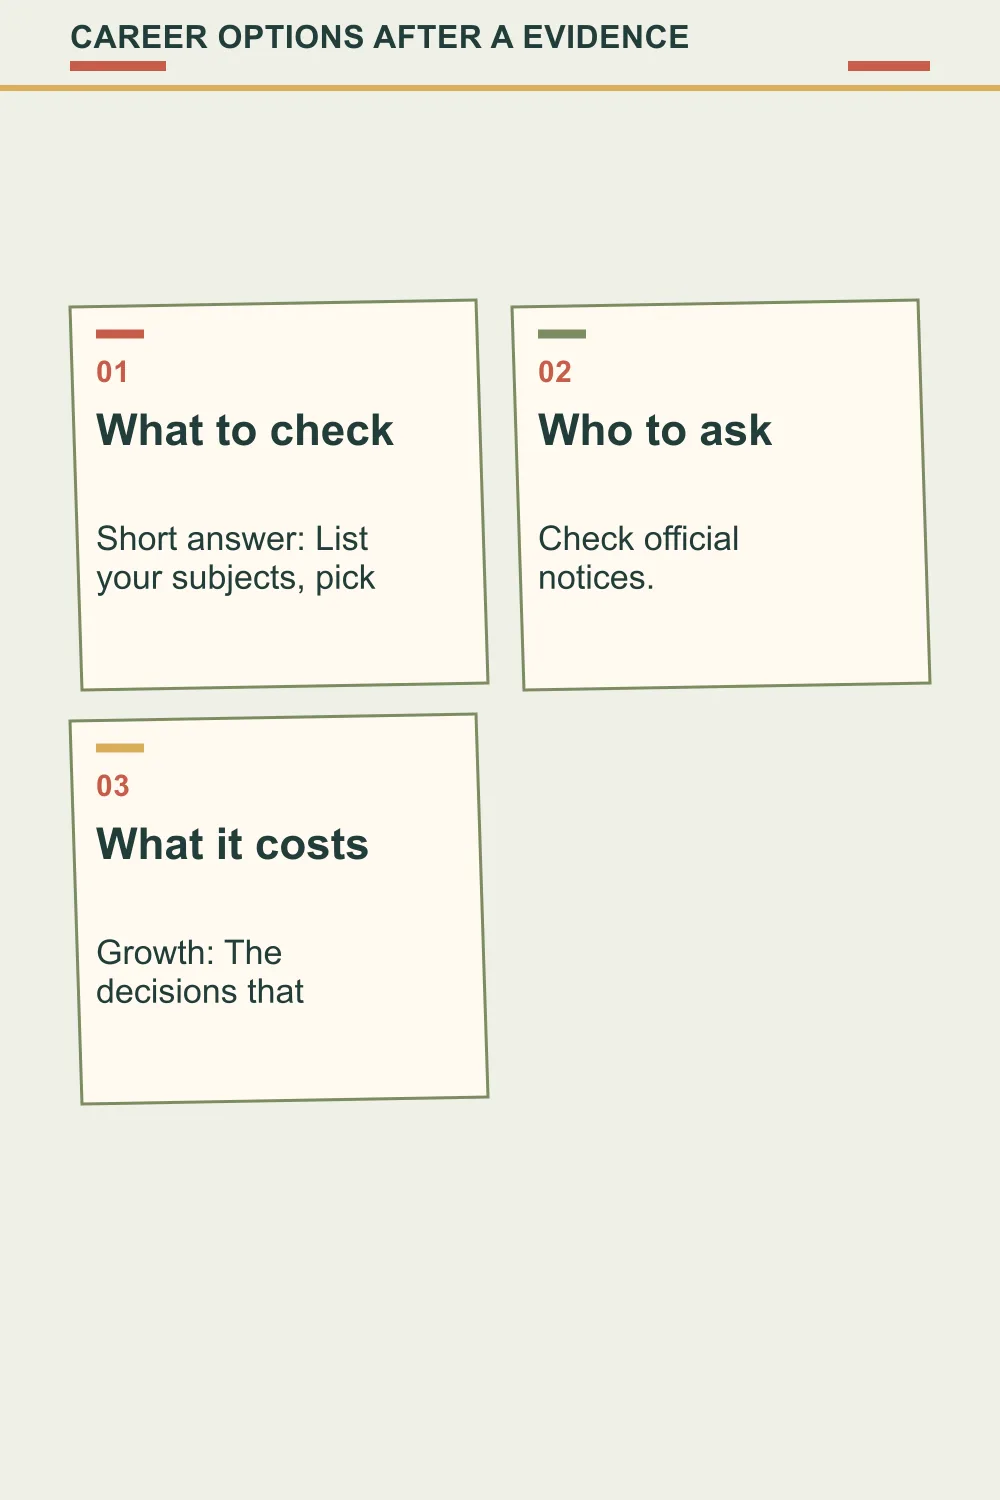 CAREER OPTIONS AFTER A EVIDENCE
01
What to check
Short answer: List
your subjects, pick
02
Who to ask
Check official
notices.
03
What it costs
Growth: The
decisions that